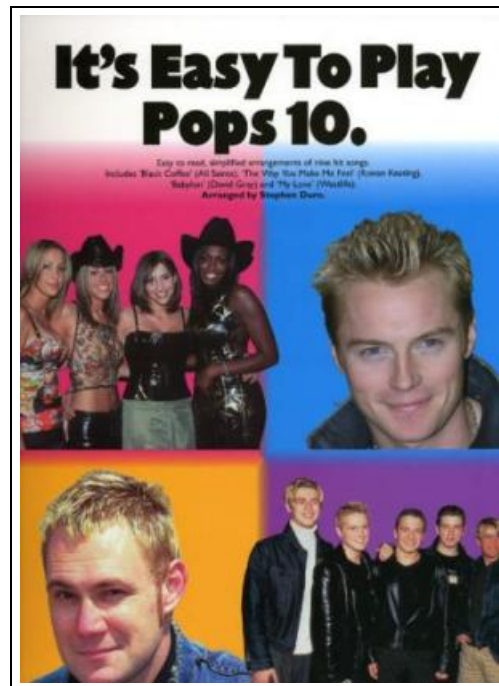 It's Easy To Play
Pops 10.
Easy to read, simplified arrangements of nine hit songs.
Includes 'Black Coffee' (All Saints), 'The Way You Make Me Feel' (Ronan Keating),
'Babylon' (David Gray) and 'My Love' (Westlife).
Arranged by Stephen Duro.